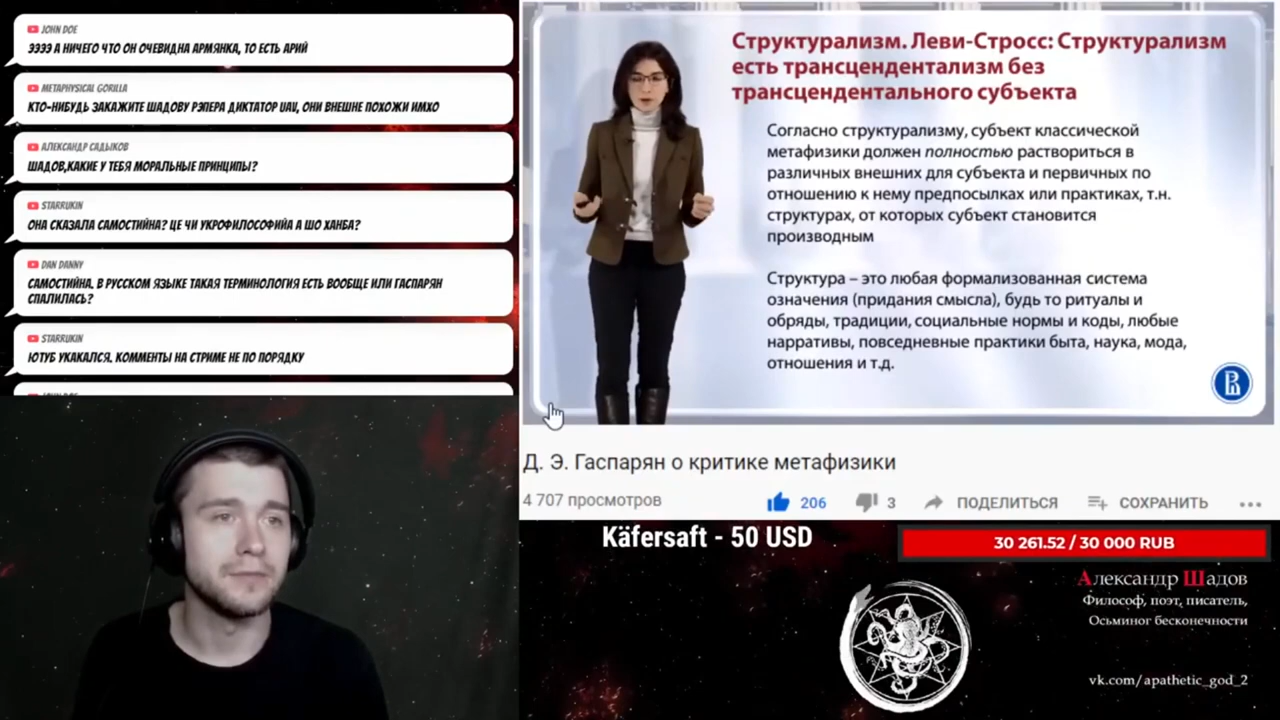 JOHN DOE
ЭЭЭЭ А НИЧЕГО ЧТО ОН ОЧЕВИДНА АРМЯНКА, ТО ЕСТЬ АРИЙ
METAPHYSICAL GORILLA
КТО-НИБУДЬ ЗАКАЖИТЕ ШАДОВУ РЭПЕРА ДИКТАТОР UAV, ОНИ ВНЕШНЕ ПОХОЖИ ИМХО
АЛЕКСАНДР САДЫКОВ
ШАДОВ,КАКИЕ У ТЕБЯ МОРАЛЬНЫЕ ПРИНЦИПЫ?
STARRUKIN
ОНА СКАЗАЛА САМОСТИЙНА? ЦЕ ЧИ УКРОФИЛОСОФИЙА А ШО ХАНБА?
DAN DANNY
САМОСТИЙНА. В РУССКОМ ЯЗЫКЕ ТАКАЯ ТЕРМИНОЛОГИЯ ЕСТЬ ВООБЩЕ ИЛИ ГАСПАРЯН
СПАЛИЛАСЬ?
STARRUKIN
ЮТУБ УКАКАЛСЯ. КОММЕНТЫ НА СТРИМЕ НЕ ПО ПОРЯДКУ
Структурализм. Леви-Стросс: Структурализм
есть трансцендентализм без
трансцендентального субъекта
Согласно структурализму, субъект классической
метафизики должен полностью раствориться в
различных внешних для субъекта и первичных по
отношению к нему предпосылках или практиках, т.н.
структурах, от которых субъект становится
производным
Структура – это любая формализованная система
означения (придания смысла), будь то ритуалы и
обряды, традиции, социальные нормы и коды, любые
нарративы, повседневные практики быта, наука, мода,
отношения и т.д.
Д. Э. Гаспарян о критике метафизики
4 707 просмотров
206
3
ПОДЕЛИТЬСЯ
СОХРАНИТЬ
Käfersaft - 50 USD
30 261.52 / 30 000 RUB
Александр Шадов
Философ, поэт, писатель,
Осьминог бесконечности
vk.com/apathetic_god_2